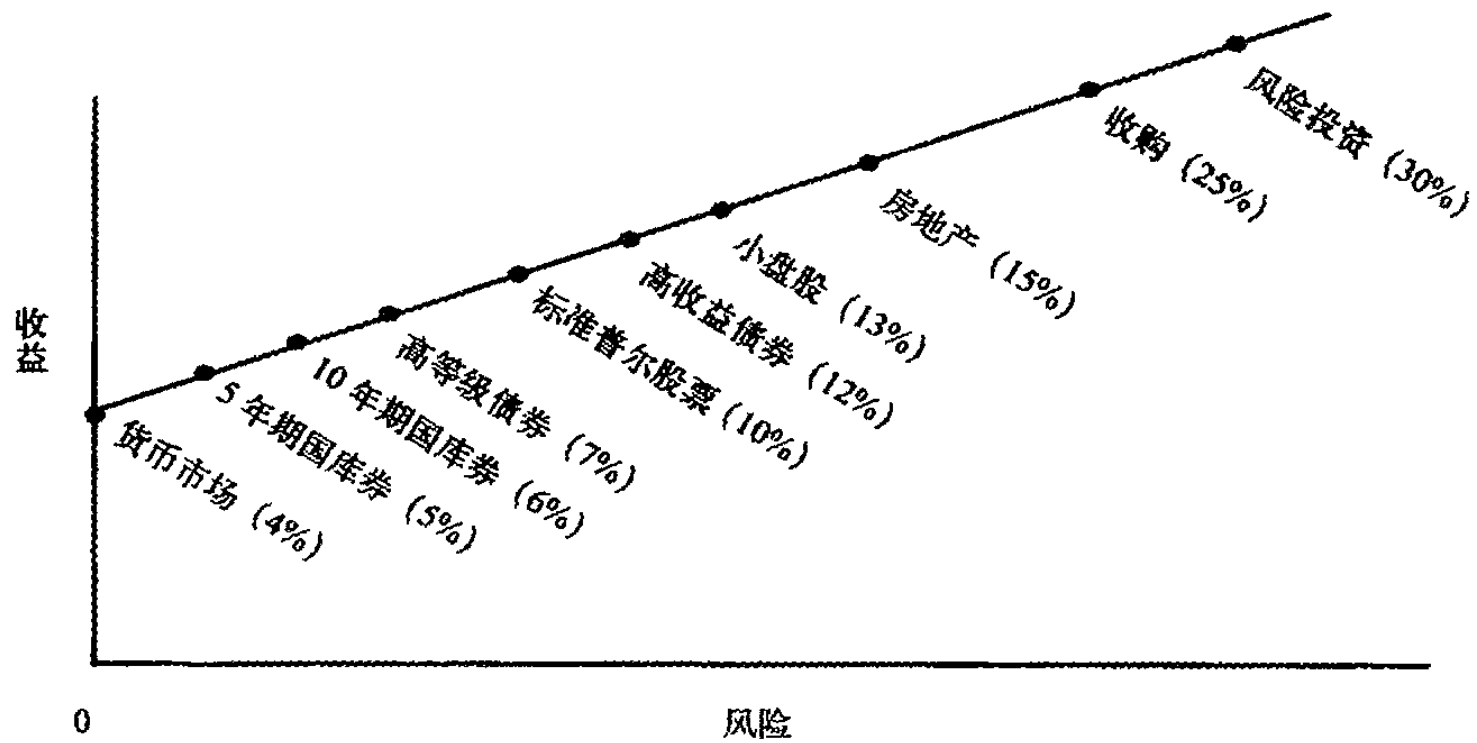 风险投资（30%）
收购（25%）
房地产（15%）
小盘股（13%）
高收益债券（12%）
标准普尔股票（10%）
高等级债券（7%）
10 年期国库券（6%）
5 年期国库券（5%）
货币市场（4%）
收益
0
风险